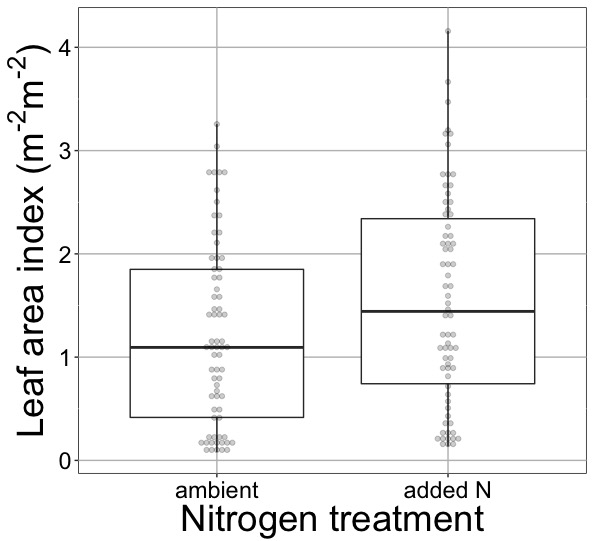 Leaf area index (m⁻²m⁻²)
4
3
2
1
0
ambient added N
Nitrogen treatment